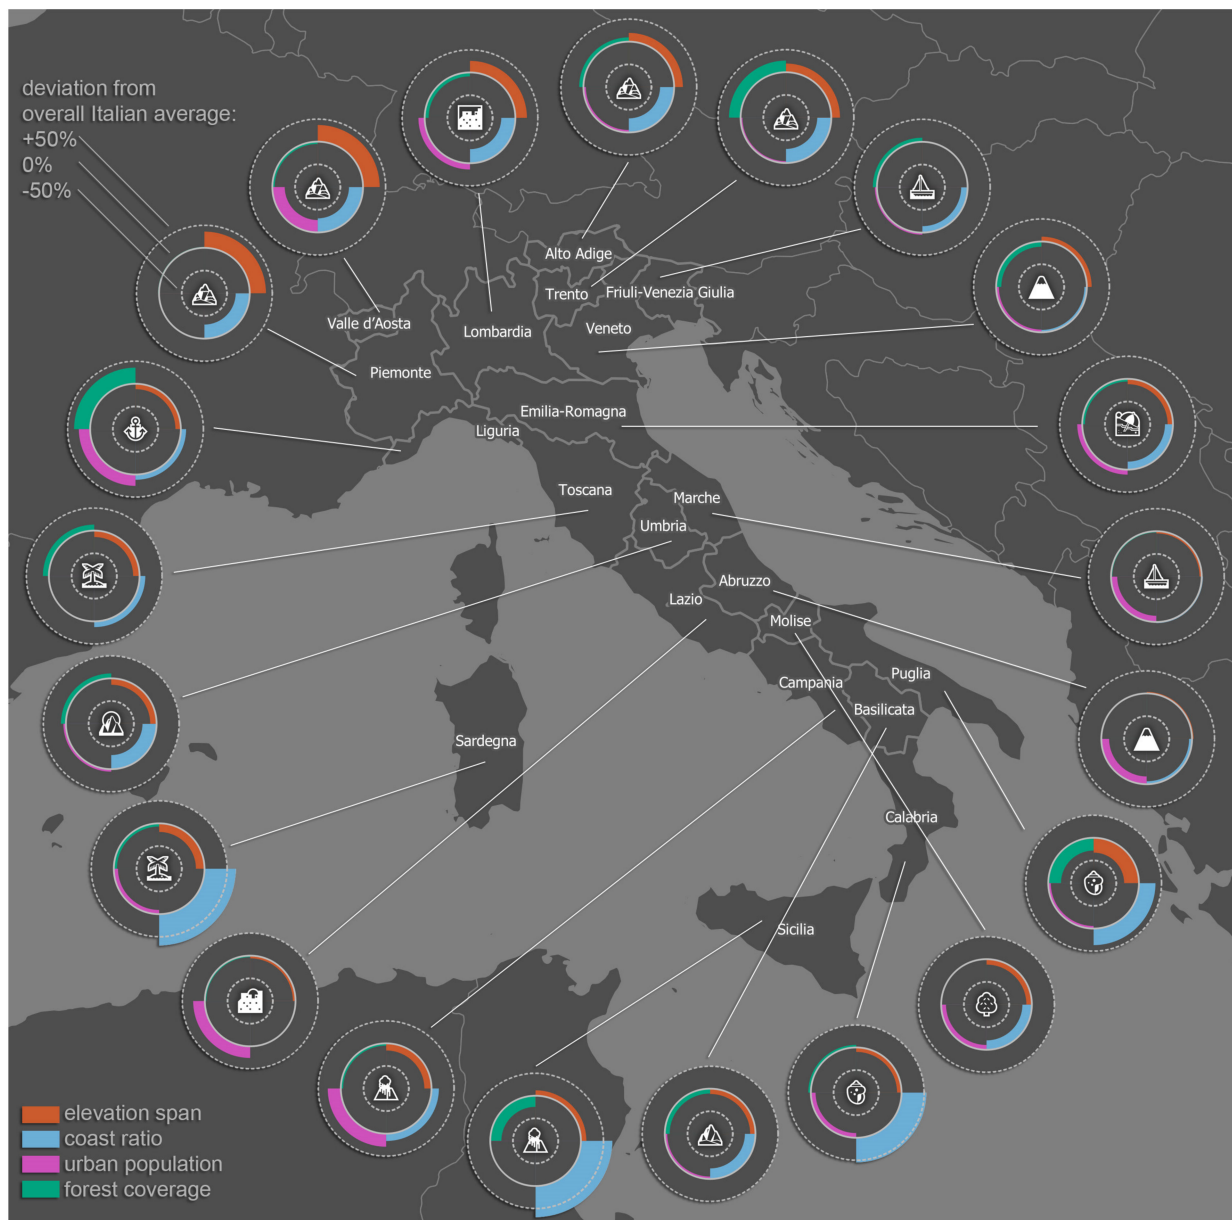 deviation from
overall Italian average:
+50%
0%
-50%
Alto Adige
Trento
Friuli-Venezia Giulia
Valle d'Aosta
Lombardia
Veneto
Piemonte
Emilia-Romagna
Liguria
Toscana
Marche
Umbria
Abruzzo
Lazio
Molise
Puglia
Campania
Basilicata
Sardegna
Calabria
Sicilia
elevation span
coast ratio
urban population
forest coverage